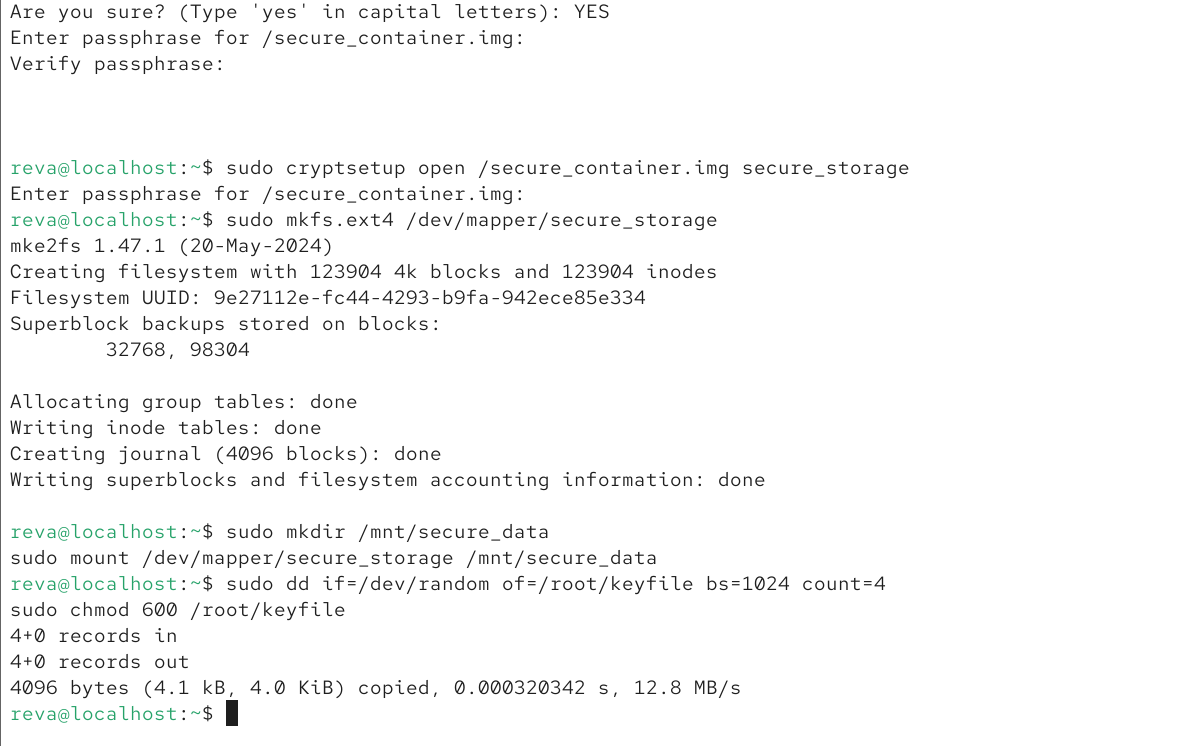 Are you sure? (Type 'yes' in capital letters): YES
Enter passphrase for /secure_container.img:
Verify passphrase:
reva@localhost:~$ sudo cryptsetup open /secure_container.img secure_storage
Enter passphrase for /secure_container.img:
reva@localhost:~$ sudo mkfs.ext4 /dev/mapper/secure_storage
mke2fs 1.47.1 (20-May-2024)
Creating filesystem with 123904 4k blocks and 123904 inodes
Filesystem UUID: 9e27112e-fc44-4293-b9fa-942ece85e334
Superblock backups stored on blocks:
        32768, 98304
Allocating group tables: done
Writing inode tables: done
Creating journal (4096 blocks): done
Writing superblocks and filesystem accounting information: done
reva@localhost:~$ sudo mkdir /mnt/secure_data
sudo mount /dev/mapper/secure_storage /mnt/secure_data
reva@localhost:~$ sudo dd if=/dev/random of=/root/keyfile bs=1024 count=4
sudo chmod 600 /root/keyfile
4+0 records in
4+0 records out
4096 bytes (4.1 kB, 4.0 KiB) copied, 0.000320342 s, 12.8 MB/s
reva@localhost:~$